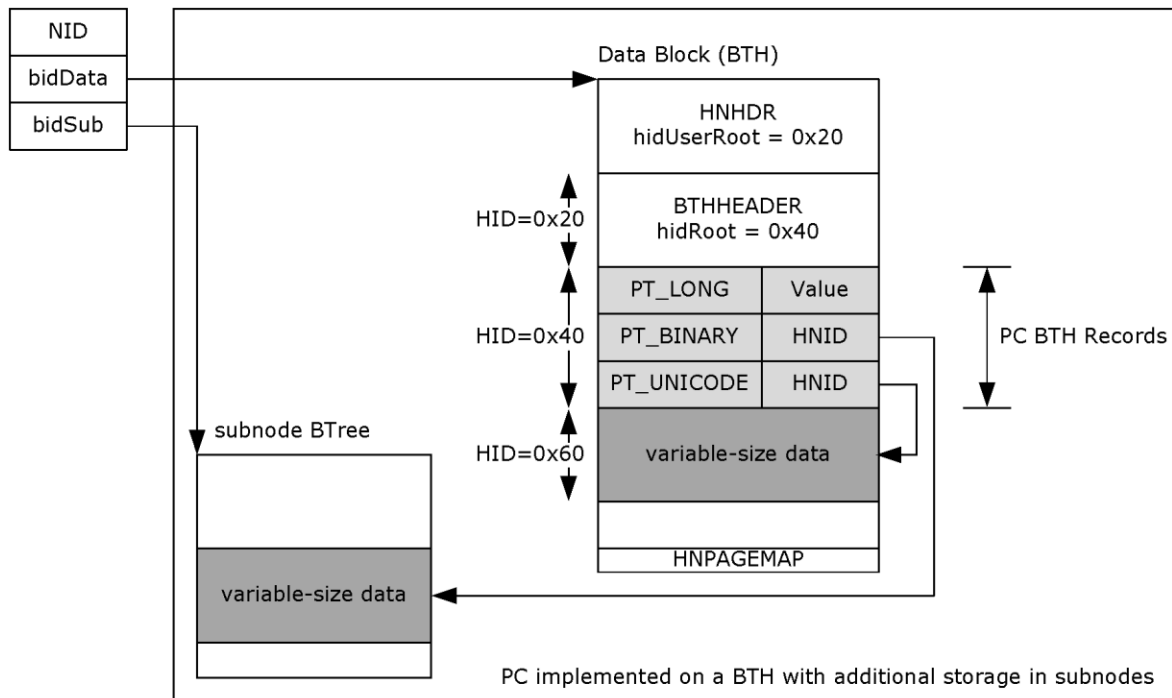 NID
bidData
bidSub
Data Block (BTH)
HNHDR
hidUserRoot = 0x20
HID=0x20
BTHHEADER
hidRoot = 0x40
HID=0x40
PT_LONG Value
PT_BINARY HNID
PT_UNICODE HNID
PC BTH Records
HID=0x60
variable-size data
HNPAGEMAP
subnode BTree
variable-size data
PC implemented on a BTH with additional storage in subnodes